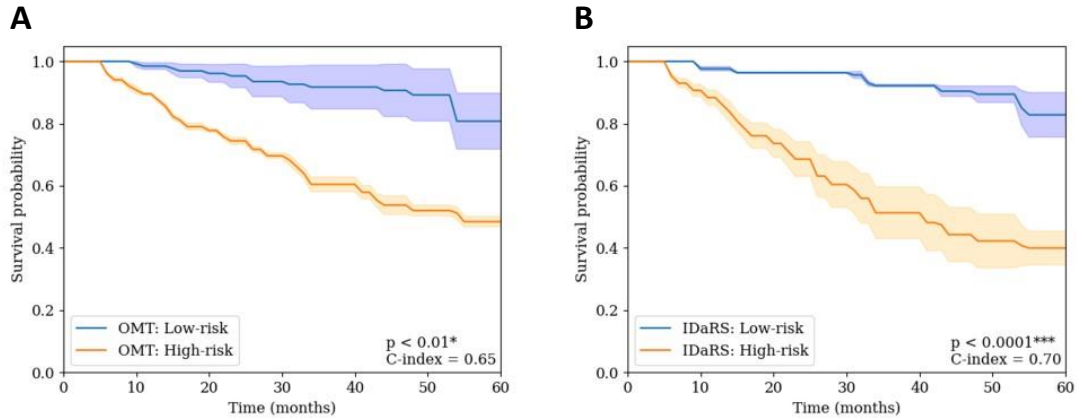 A
Survival probability
1.0
0.8
0.6
0.4
0.2
0.0
OMT: Low-risk
OMT: High-risk
p < 0.01*
C-index = 0.65
0 10 20 30 40 50 60
Time (months)
B
Survival probability
1.0
0.8
0.6
0.4
0.2
0.0
IDaRS: Low-risk
IDaRS: High-risk
p < 0.0001***
C-index = 0.70
0 10 20 30 40 50 60
Time (months)